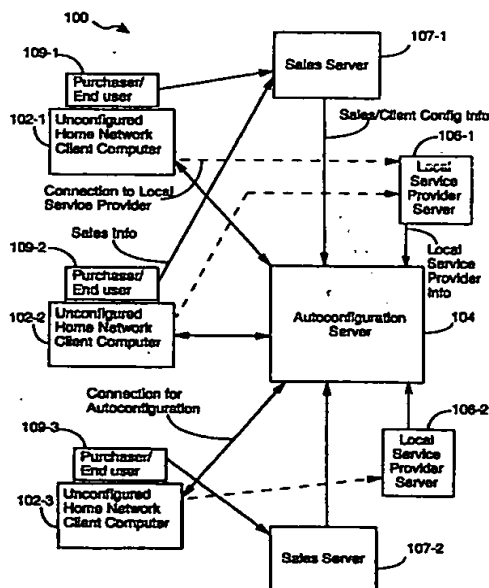 100
109-1
Purchaser/
End user
102-1
Unconfigured
Home Network
Client Computer
107-1
Sales Server
Sales/Client Config Info
106-1
Local
Service
Provider
Server
Connection to Local
Service Provider
Sales Info
109-2
Purchaser/
End user
102-2
Unconfigured
Home Network
Client Computer
Local
Service
Provider
Info
Autoconfiguration
Server
104
Connection for
Autoconfiguration
109-3
Purchaser/
End user
102-3
Unconfigured
Home Network
Client Computer
106-2
Local
Service
Provider
Server
Sales Server
107-2